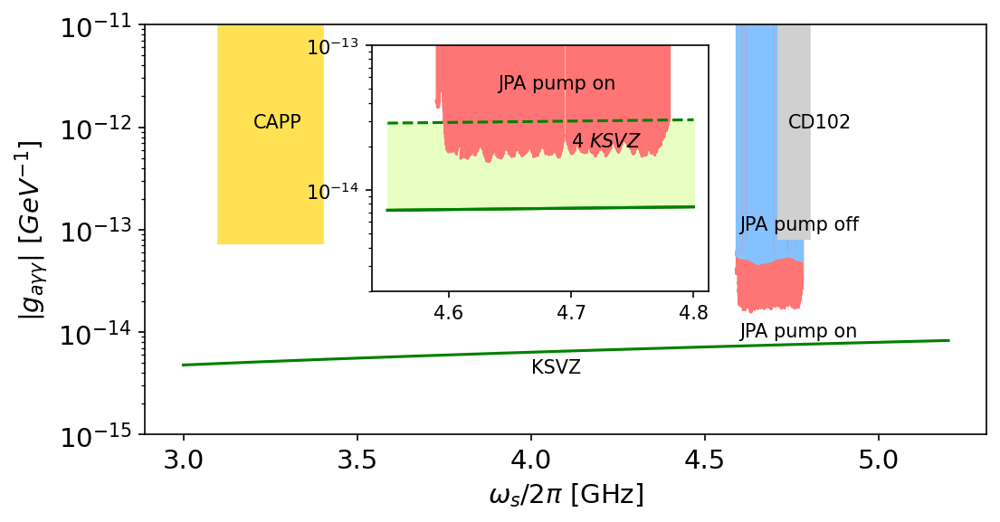 10⁻¹¹
10⁻¹²
10⁻¹³
10⁻¹⁴
10⁻¹⁵
|g_{aγγ}| [GeV⁻¹]
CAPP
10⁻¹³
10⁻¹⁴
JPA pump on
4 KSVZ
4.6 4.7 4.8
CD102
JPA pump off
JPA pump on
KSVZ
3.0 3.5 4.0 4.5 5.0
ω_s/2π [GHz]